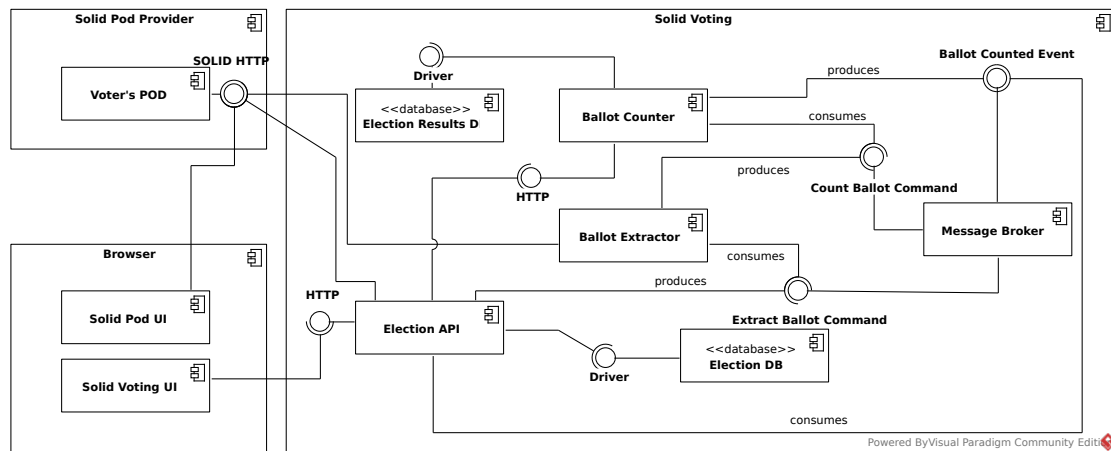 Solid Pod Provider
Solid Voting
SOLID HTTP
Voter's POD
Driver
<<database>>
Election Results D
Ballot Counter
produces
Ballot Counted Event
consumes
produces
Count Ballot Command
HTTP
Ballot Extractor
Message Broker
consumes
Browser
produces
HTTP
Solid Pod UI
Election API
Extract Ballot Command
<<database>>
Election DB
Driver
Solid Voting UI
consumes
Powered ByVisual Paradigm Community Editi